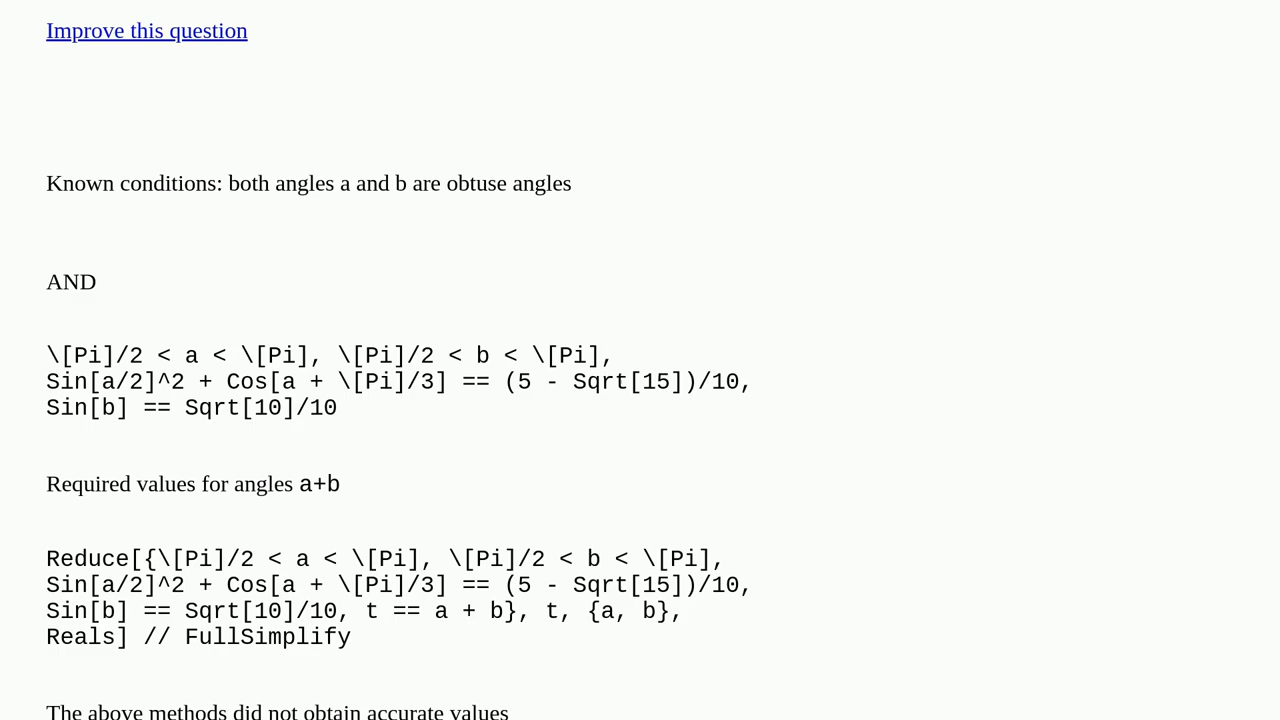 Improve this question
Known conditions: both angles a and b are obtuse angles
AND
\[Pi]/2 < a < \[Pi], \[Pi]/2 < b < \[Pi],
Sin[a/2]^2 + Cos[a + \[Pi]/3] == (5 - Sqrt[15])/10,
Sin[b] == Sqrt[10]/10
Required values for angles a+b
Reduce[{\[Pi]/2 < a < \[Pi], \[Pi]/2 < b < \[Pi],
Sin[a/2]^2 + Cos[a + \[Pi]/3] == (5 - Sqrt[15])/10,
Sin[b] == Sqrt[10]/10, t == a + b}, t, {a, b},
Reals] // FullSimplify
The above methods did not obtain accurate values